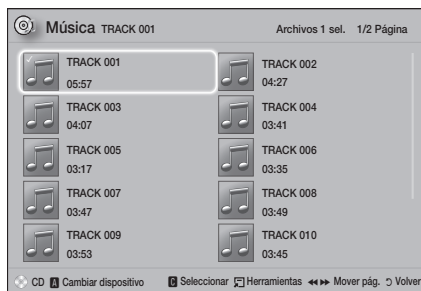 Música TRACK 001 Archivos 1 sel. 1/2 Página
TRACK 001
05:57
TRACK 002
04:27
TRACK 003
04:07
TRACK 004
03:41
TRACK 005
03:17
TRACK 006
03:35
TRACK 007
03:47
TRACK 008
03:49
TRACK 009
03:53
TRACK 010
03:45
CD A Cambiar dispositivo C Seleccionar Herramientas Mover pág. Volver